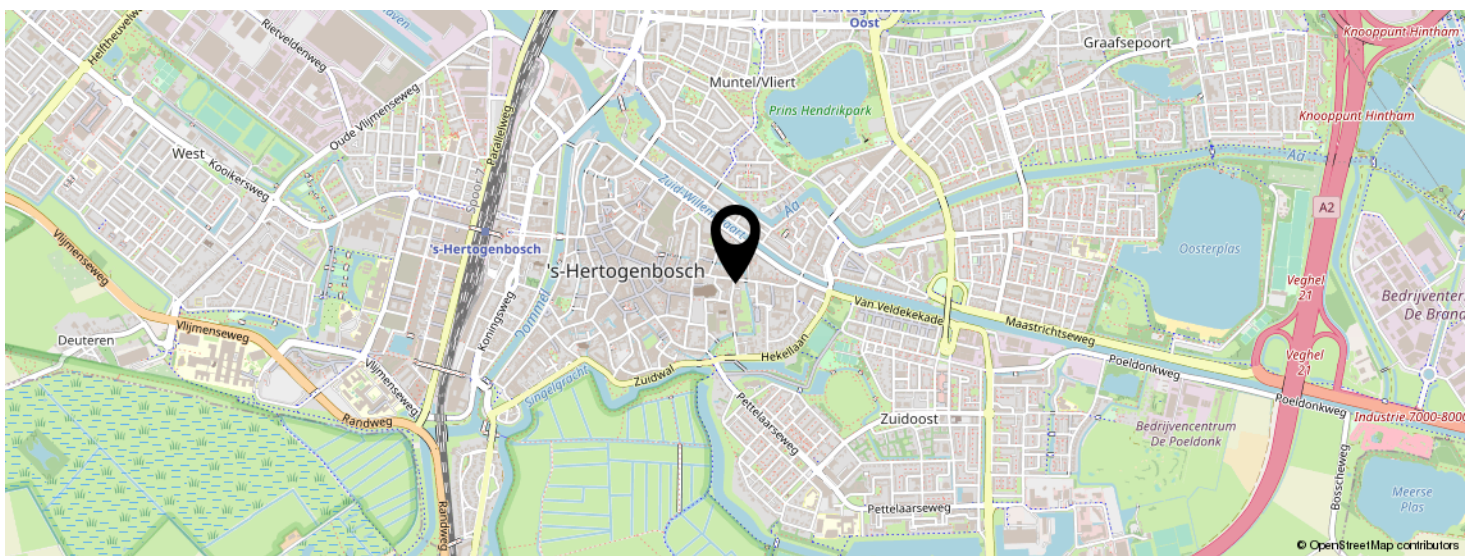 's-Hertogenbosch
Oost
Knooppunt Hintham
Graafsepoort
Helftheuvelweg
Rietveldenweg
Haven
Muntel/Vliert
Prins Hendrikpark
Knooppunt Hintham
Oude Vlijmenseweg
Parallelweg
West
Kooikersweg
Aa
Spoor 7
Zuid-Willemsvaart
Aa
A2
's-Hertogenbosch
Oosterplas
Vlijmenseweg
's-Hertogenbosch
Veghel
21
Koningsweg
Dommel
Van Veldekekade
Maastrichtseweg
De Brand
Vlijmenseweg
Deuteren
Hekellaan
Veghel
21
Poeldonkweg
Vlijmenseweg
Zuidwal
Singelgracht
Poeldonkweg
Randweg
Pettelaarseweg
Zuidoost
Industrie 7000-8000
Bedrijvencentrum
De Poeldonk
Bosscheweg
Meerse
Plas
Randweg
Pettelaarseweg
© OpenStreetMap contributors